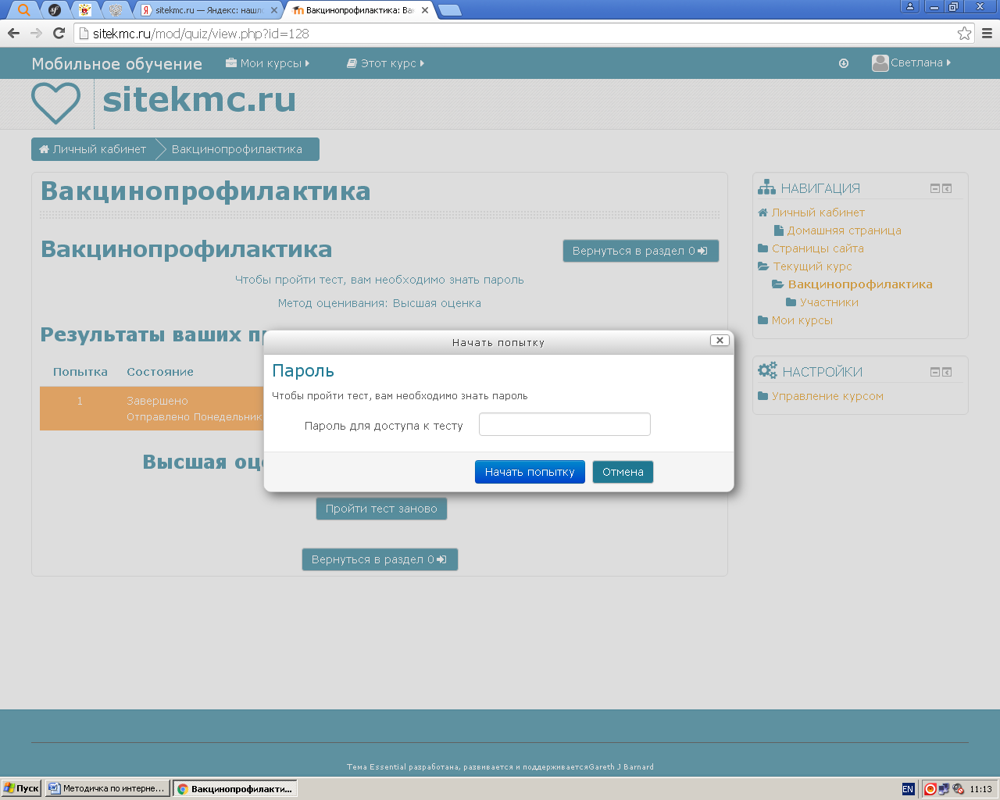 sitekmc.ru — Яндекс: нашло
Вакцинопрофилактика: Ва
sitekmc.ru/mod/quiz/view.php?id=128
Мобильное обучение Мои курсы Этот курс Светлана
sitekmc.ru
Личный кабинет Вакцинопрофилактика
Вакцинопрофилактика
Вакцинопрофилактика
Вернуться в раздел 0
Чтобы пройти тест, вам необходимо знать пароль
Метод оценивания: Высшая оценка
Результаты ваших п
Попытка Состояние
1 Завершено
Отправлено Понедельник
Высшая оц
Начать попытку
Пароль
Чтобы пройти тест, вам необходимо знать пароль
Пароль для доступа к тесту
Начать попытку Отмена
Пройти тест заново
Вернуться в раздел 0
НАВИГАЦИЯ
Личный кабинет
Домашняя страница
Страницы сайта
Текущий курс
Вакцинопрофилактика
Участники
Мои курсы
НАСТРОЙКИ
Управление курсом
Тема Essential разработана, развивается и поддерживаетсяGareth J Barnard
Пуск Методичка по интерне... Вакцинопрофилакти... EN 11:13